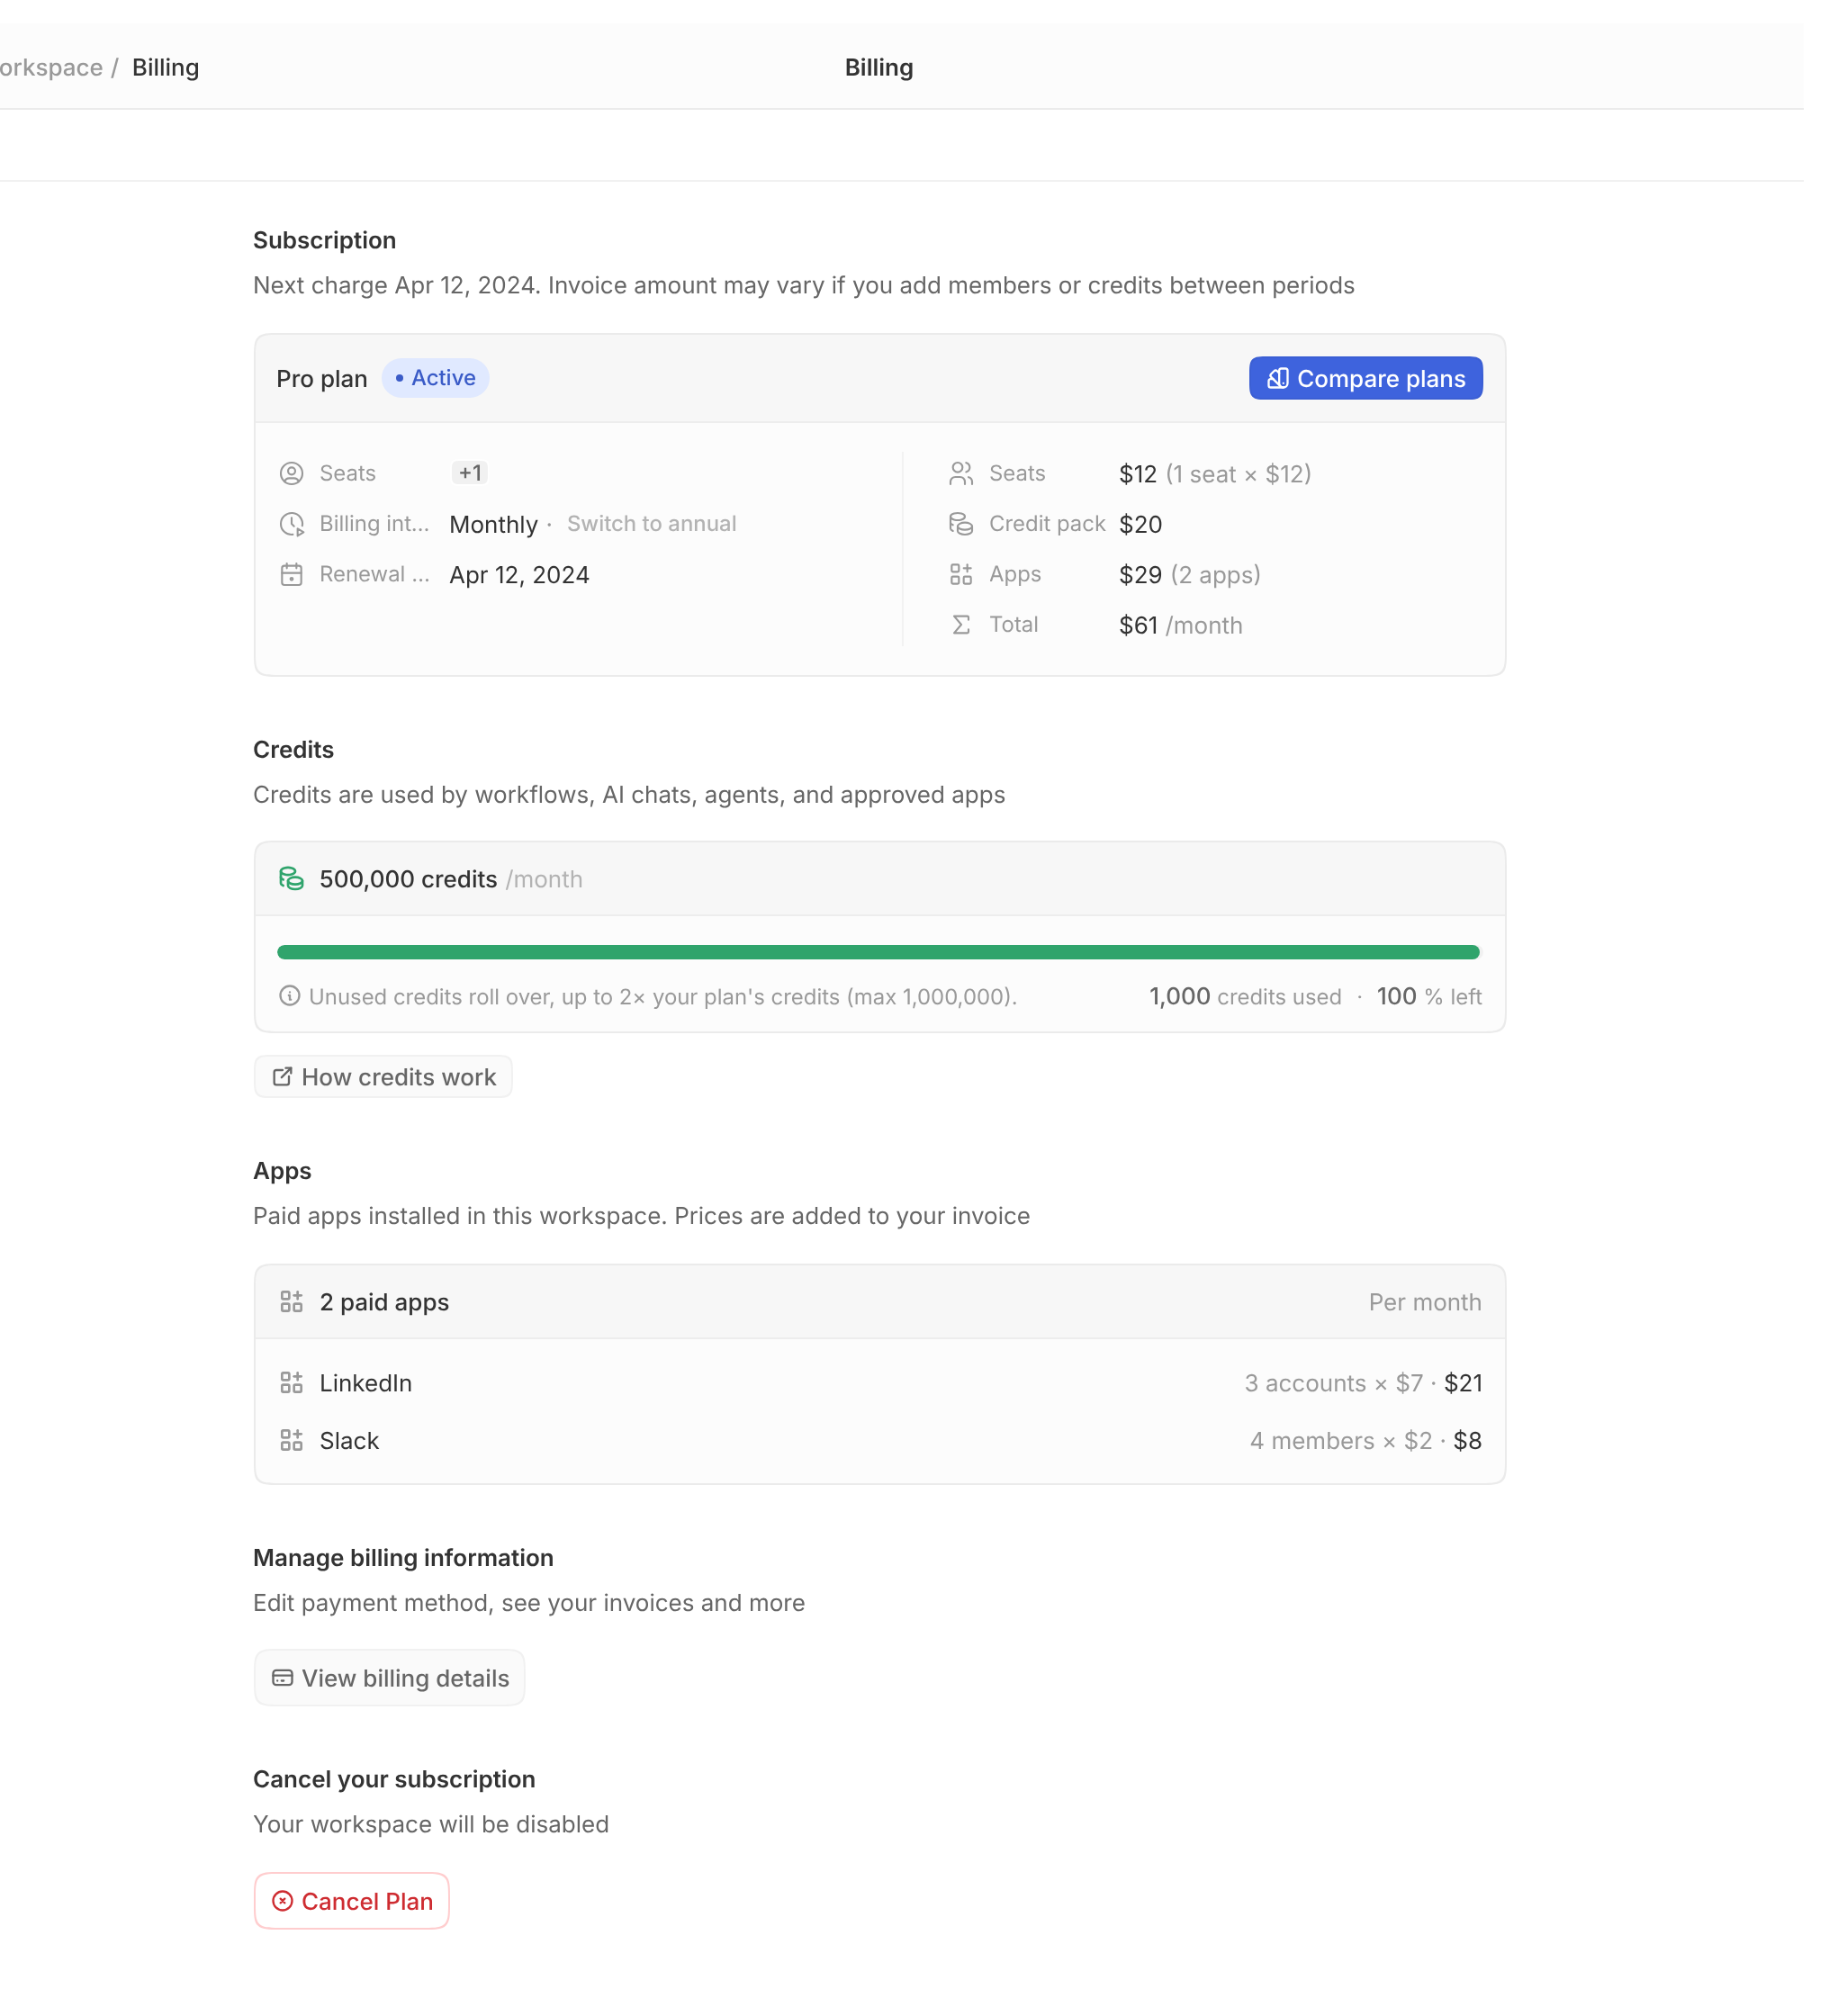 orkspace / Billing
Billing
Subscription
Next charge Apr 12, 2024. Invoice amount may vary if you add members or credits between periods
Pro plan • Active
Compare plans
Seats +1
Billing int... Monthly · Switch to annual
Renewal ... Apr 12, 2024
Seats $12 (1 seat × $12)
Credit pack $20
Apps $29 (2 apps)
Total $61 /month
Credits
Credits are used by workflows, AI chats, agents, and approved apps
500,000 credits /month
Unused credits roll over, up to 2× your plan's credits (max 1,000,000). 1,000 credits used · 100 % left
How credits work
Apps
Paid apps installed in this workspace. Prices are added to your invoice
2 paid apps Per month
LinkedIn 3 accounts × $7 · $21
Slack 4 members × $2 · $8
Manage billing information
Edit payment method, see your invoices and more
View billing details
Cancel your subscription
Your workspace will be disabled
Cancel Plan